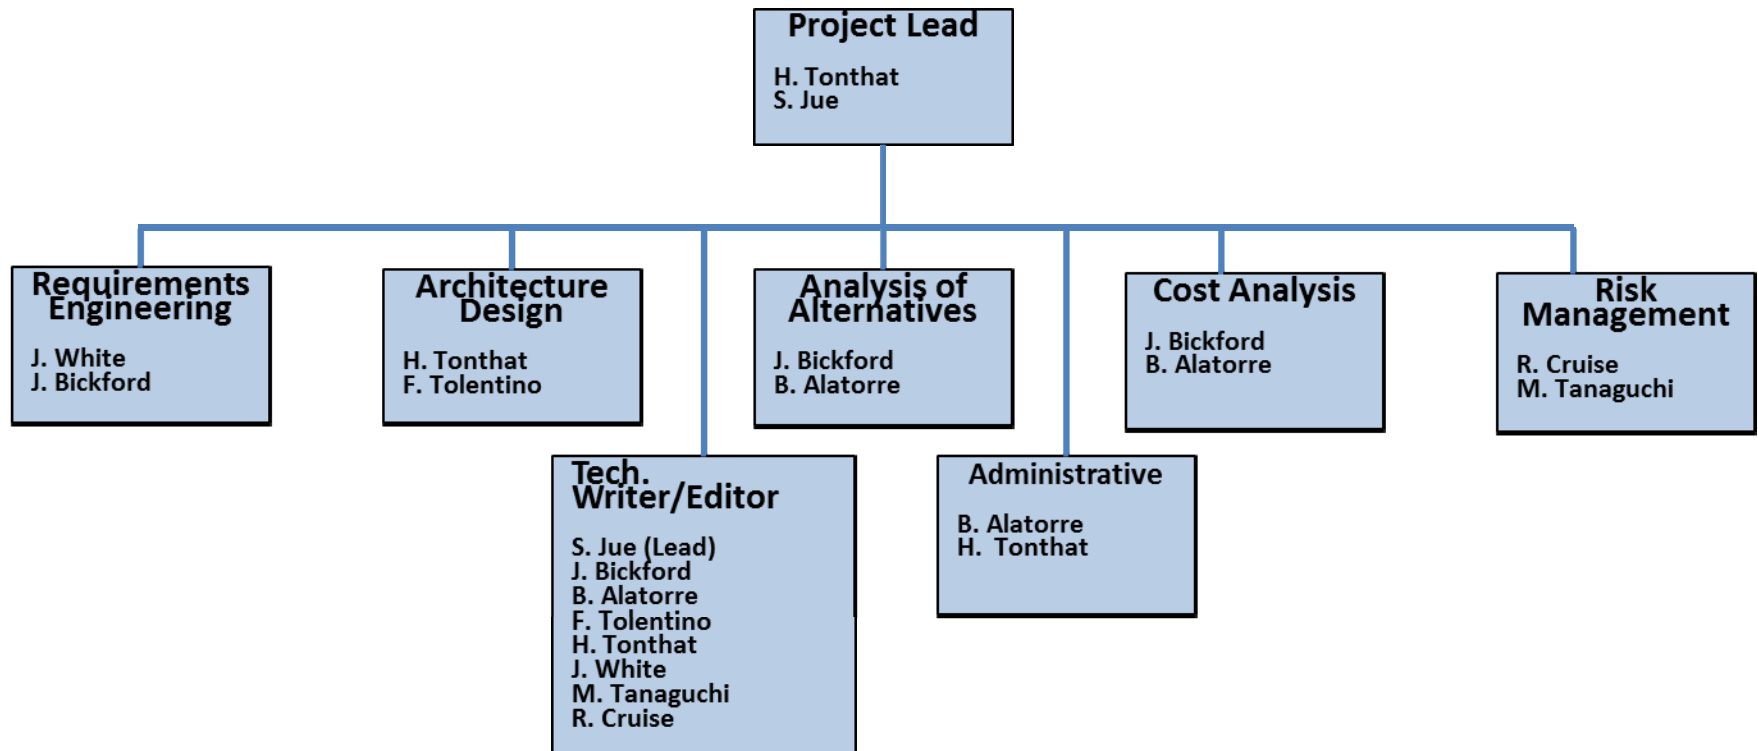 Project Lead
H. Tonthat
S. Jue
Requirements
Engineering
J. White
J. Bickford
Architecture
Design
H. Tonthat
F. Tolentino
Analysis of
Alternatives
J. Bickford
B. Alatorre
Cost Analysis
J. Bickford
B. Alatorre
Risk
Management
R. Cruise
M. Tanaguchi
Tech.
Writer/Editor
S. Jue (Lead)
J. Bickford
B. Alatorre
F. Tolentino
H. Tonthat
J. White
M. Tanaguchi
R. Cruise
Administrative
B. Alatorre
H.  Tonthat